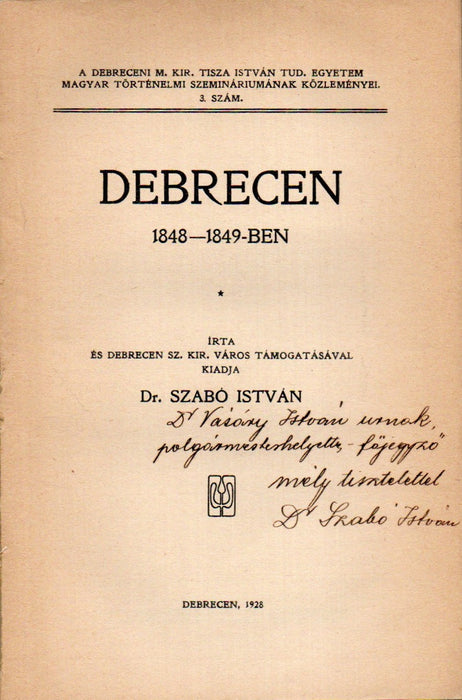 A DEBRECENI M. KIR. TISZA ISTVÁN TUD. EGYETEM
MAGYAR TÖRTÉNELMI SZEMINÁRIUMÁNAK KÖZLEMÉNYEI.
3. SZÁM.
DEBRECEN
1848—1849-BEN
*
ÍRTA
ÉS DEBRECEN SZ. KIR. VÁROS TÁMOGATÁSÁVAL
KIADJA
Dr. SZABÓ ISTVÁN
Dr Vásáry István urnak,
polgármesterhelyettes-főjegyző
mély tisztelettel
Dr Szabó István
DEBRECEN, 1928